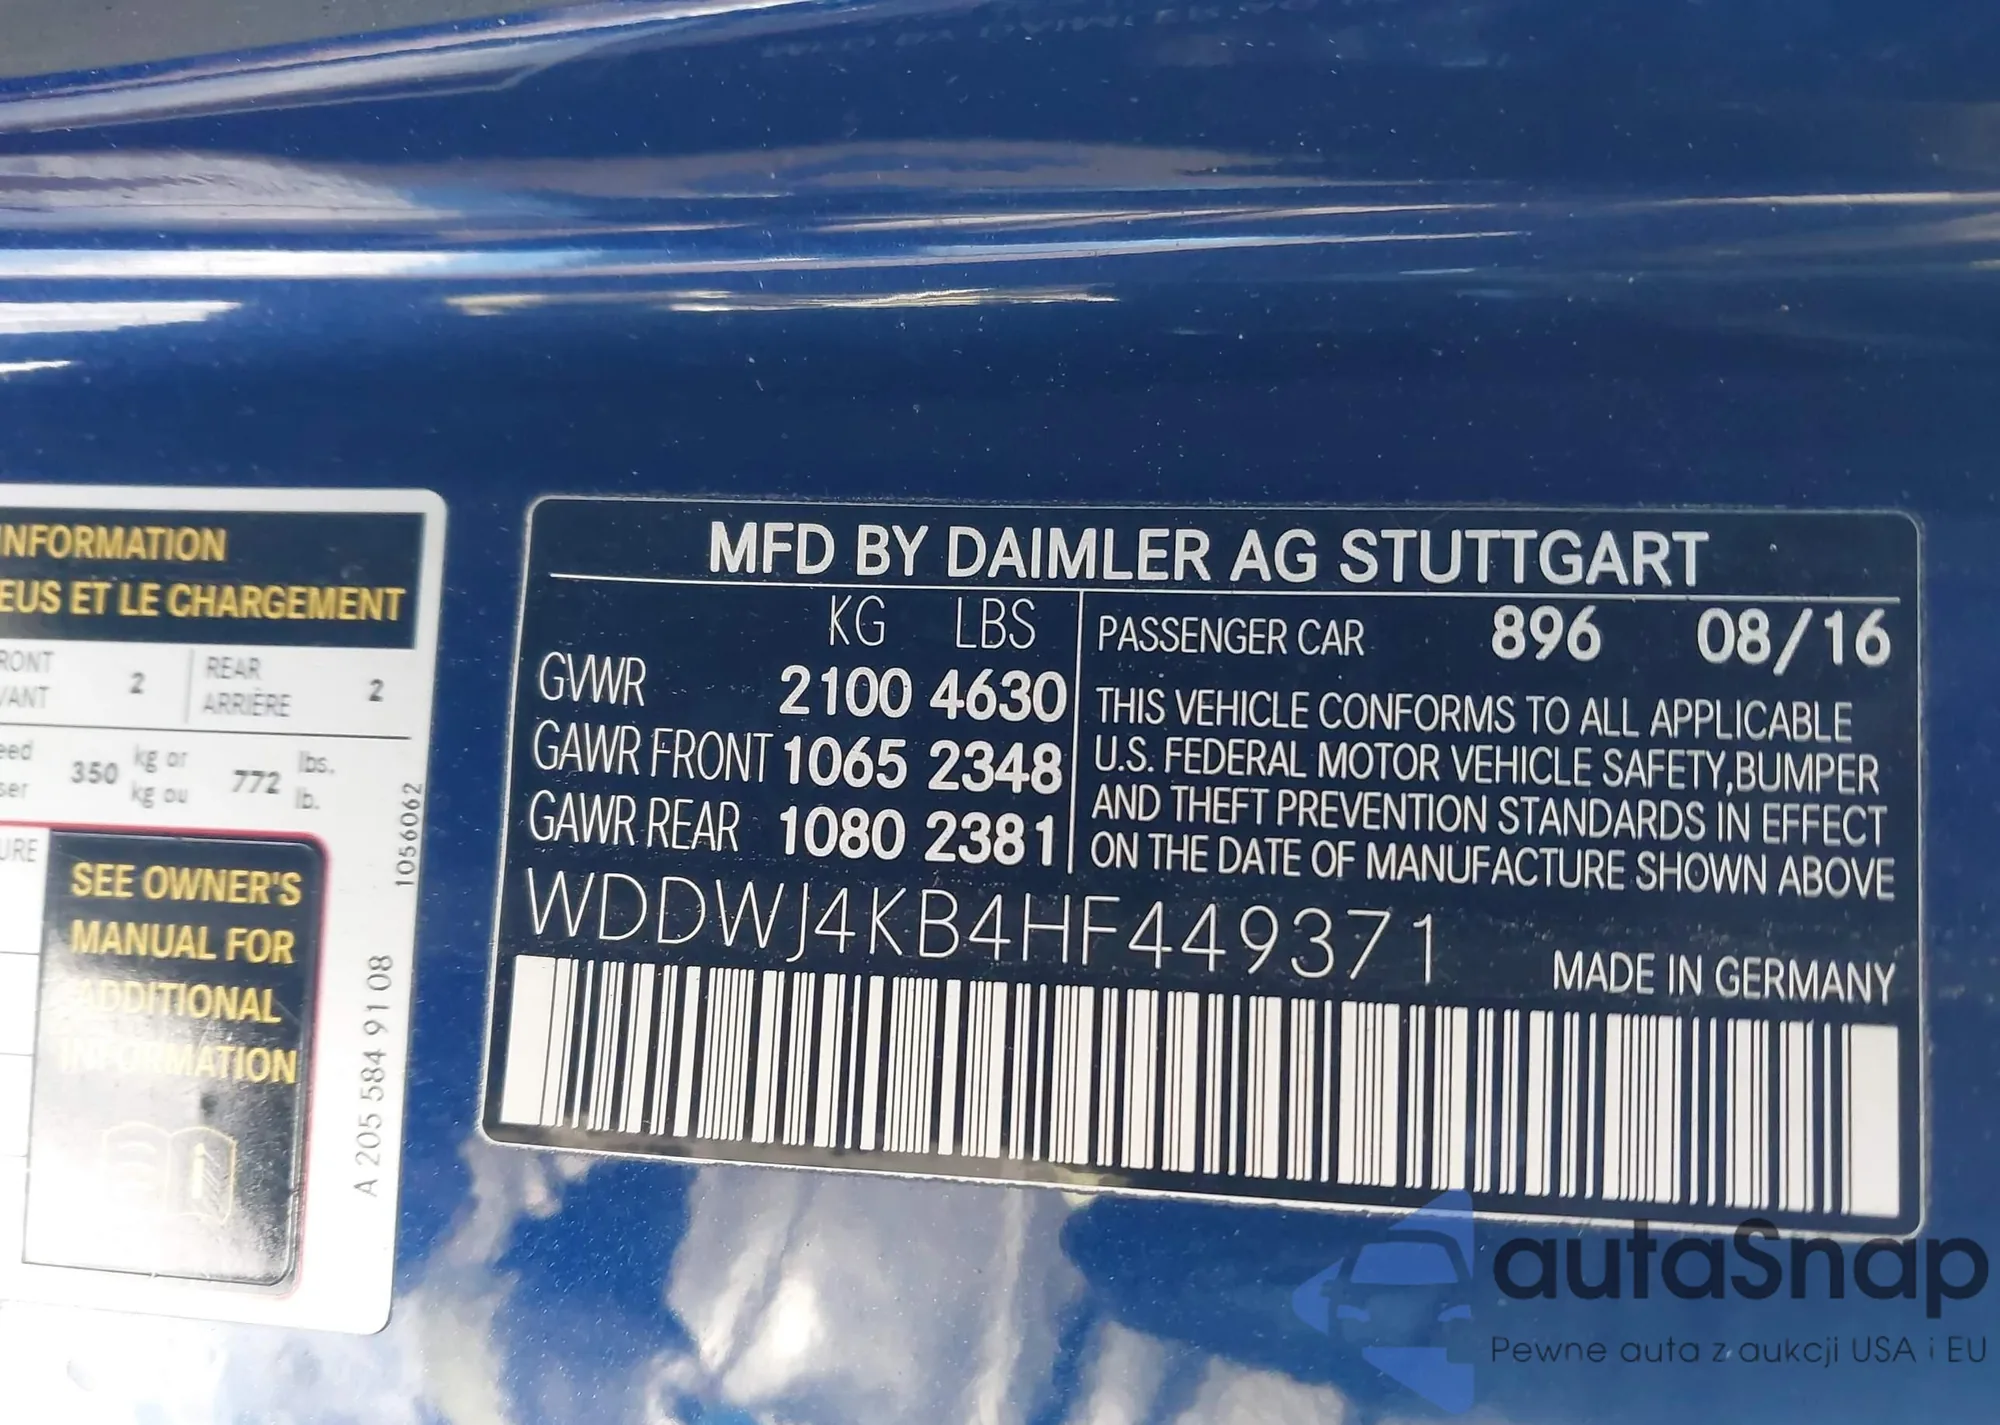 INFORMATION
EUS ET LE CHARGEMENT
RONT
VANT
2
REAR
ARRIÈRE
2
eed
ser
350
kg or
kg ou
772
lbs.
lb.
URE
SEE OWNER'S
MANUAL FOR
ADDITIONAL
INFORMATION
1056062
A 205 584 91 08
MFD BY DAIMLER AG STUTTGART
KG LBS
GVWR 2100 4630
GAWR FRONT 1065 2348
GAWR REAR 1080 2381
PASSENGER CAR 896 08/16
THIS VEHICLE CONFORMS TO ALL APPLICABLE
U.S. FEDERAL MOTOR VEHICLE SAFETY,BUMPER
AND THEFT PREVENTION STANDARDS IN EFFECT
ON THE DATE OF MANUFACTURE SHOWN ABOVE
WDDWJ4KB4HF449371
MADE IN GERMANY
autaSnap
Pewne auta z aukcji USA i EU